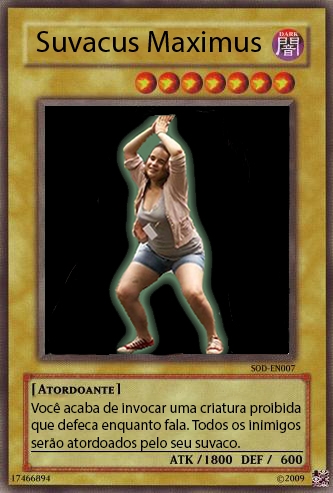 Suvacus Maximus
DARK
闇
SOD-EN007
[ATORDOANTE]
Você acaba de invocar uma criatura proibida
que defeca enquanto fala. Todos os inimigos
serão atordoados pelo seu suvaco.
ATK / 1800 DEF / 600
17466894
©2009